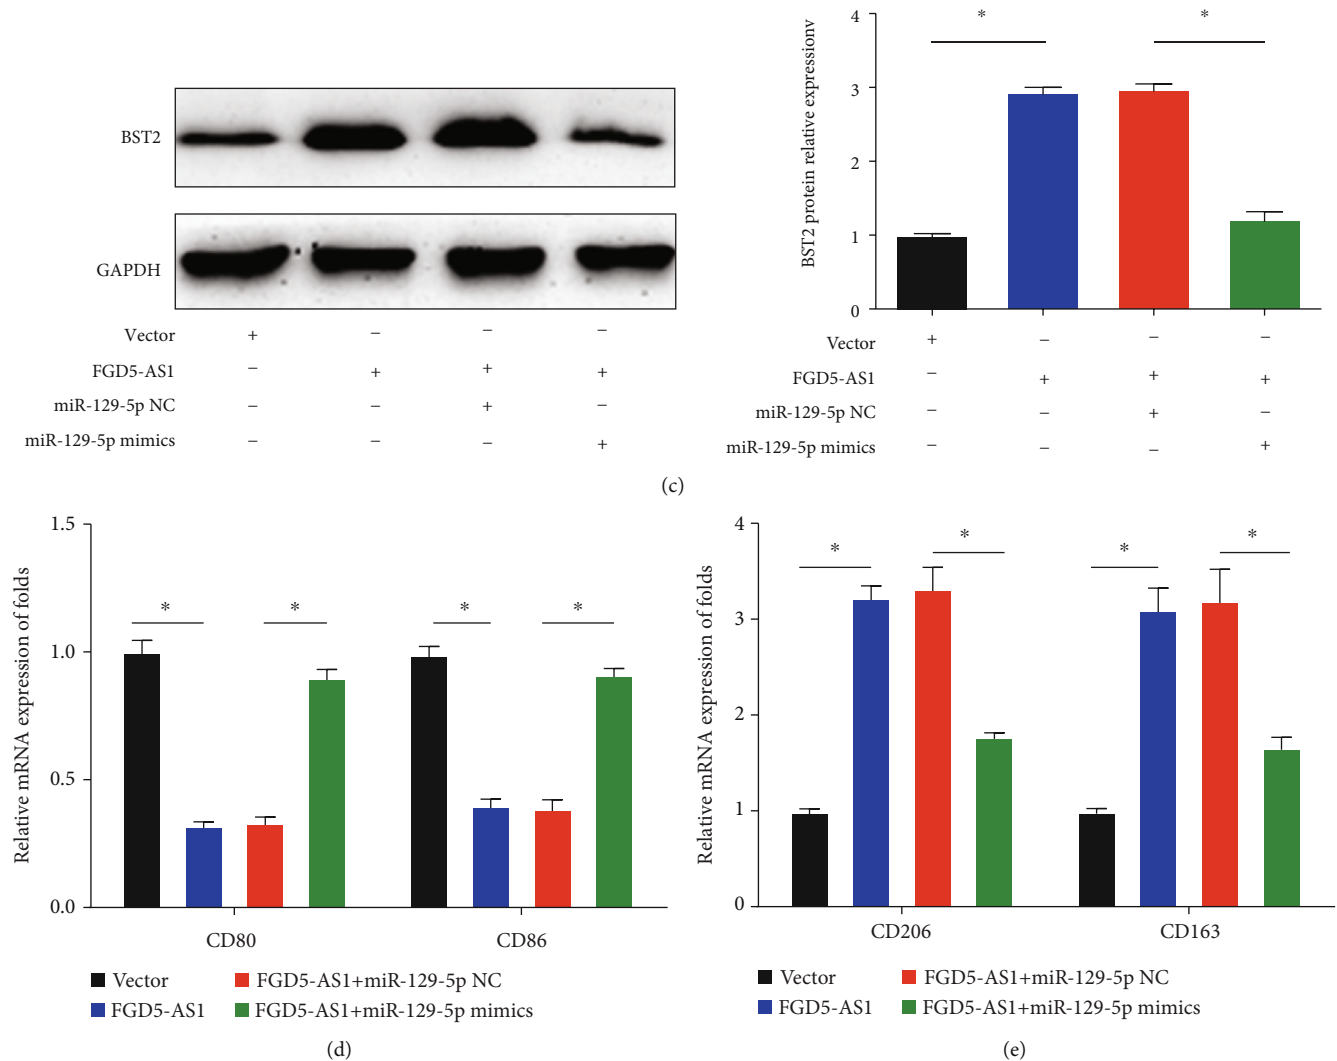 BST2
GAPDH
Vector + − − −
FGD5-AS1 − + + +
miR-129-5p NC − − + −
miR-129-5p mimics − − − +
BST2 protein relative expressionv
4
3
2
1
0
* *
Vector + − − −
FGD5-AS1 − + + +
miR-129-5p NC − − + −
miR-129-5p mimics − − − +
(c)
Relative mRNA expression of folds
1.5
1.0
0.5
0.0
* * * *
CD80 CD86
Vector FGD5-AS1+miR-129-5p NC
FGD5-AS1 FGD5-AS1+miR-129-5p mimics
(d)
Relative mRNA expression of folds
4
3
2
1
0
* * * *
CD206 CD163
Vector FGD5-AS1+miR-129-5p NC
FGD5-AS1 FGD5-AS1+miR-129-5p mimics
(e)